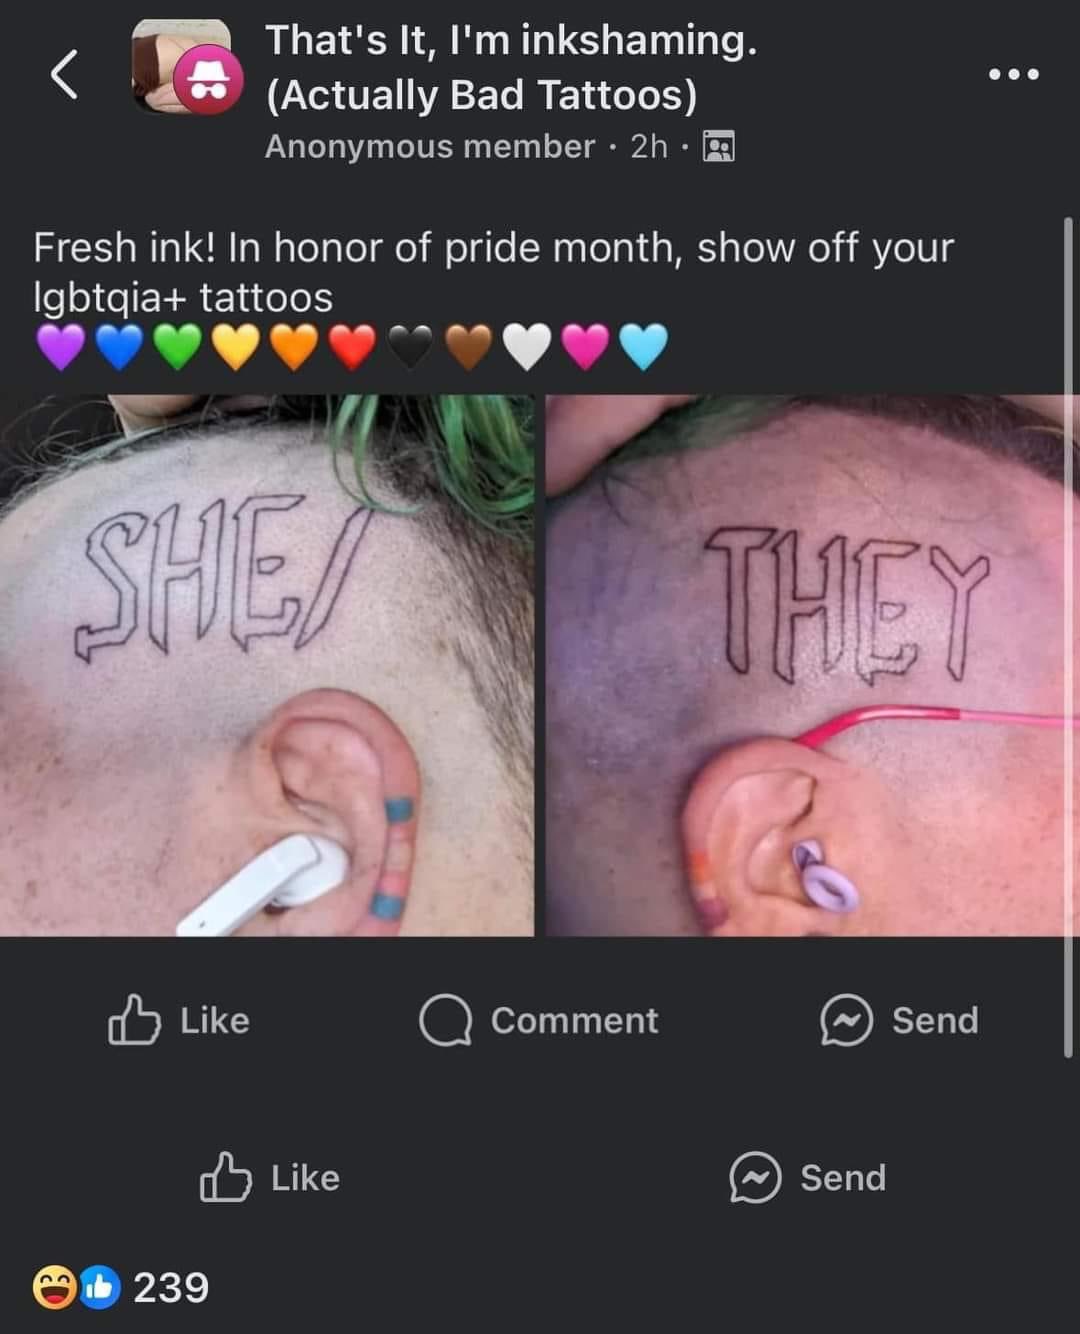 That's It, I'm inkshaming.
(Actually Bad Tattoos)
Anonymous member · 2h ·
Fresh ink! In honor of pride month, show off your
lgbtqia+ tattoos
💜💙💚💛🧡❤️🖤🤎🤍🩷🩵
SHE/
THEY
Like
Comment
Send
Like
Send
239